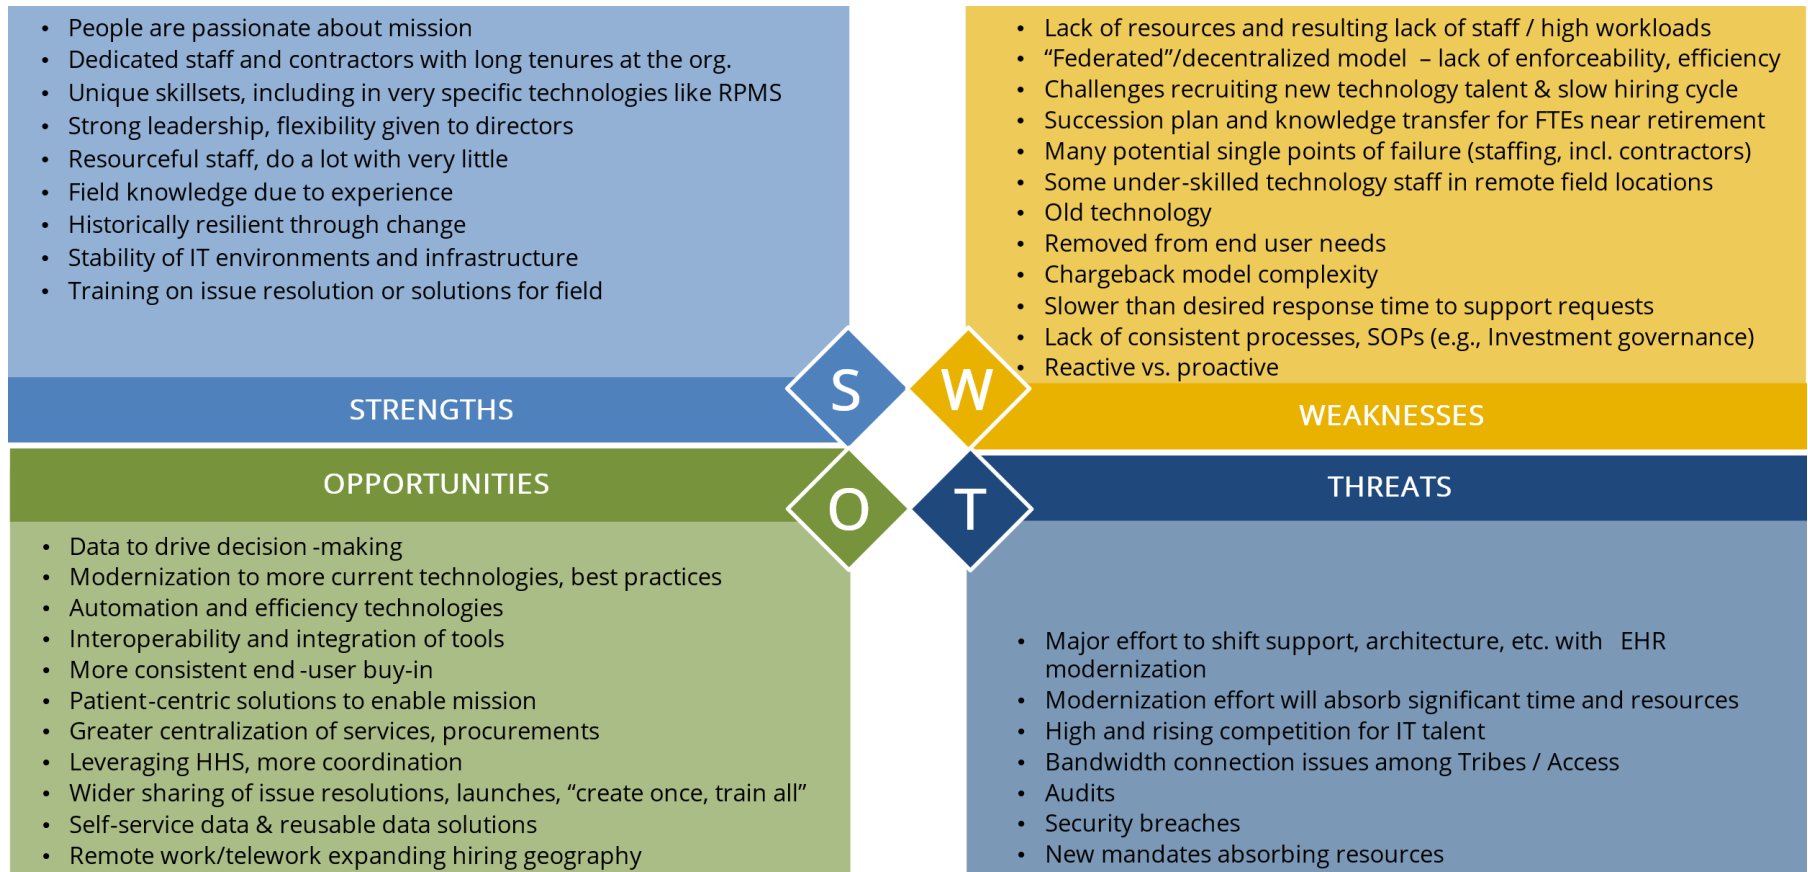 • People are passionate about mission
• Dedicated staff and contractors with long tenures at the org.
• Unique skillsets, including in very specific technologies like RPMS
• Strong leadership, flexibility given to directors
• Resourceful staff, do a lot with very little
• Field knowledge due to experience
• Historically resilient through change
• Stability of IT environments and infrastructure
• Training on issue resolution or solutions for field
S
STRENGTHS
• Lack of resources and resulting lack of staff / high workloads
• “Federated”/decentralized model – lack of enforceability, efficiency
• Challenges recruiting new technology talent & slow hiring cycle
• Succession plan and knowledge transfer for FTEs near retirement
• Many potential single points of failure (staffing, incl. contractors)
• Some under-skilled technology staff in remote field locations
• Old technology
• Removed from end user needs
• Chargeback model complexity
• Slower than desired response time to support requests
• Lack of consistent processes, SOPs (e.g., Investment governance)
• Reactive vs. proactive
W
WEAKNESSES
OPPORTUNITIES
O
• Data to drive decision -making
• Modernization to more current technologies, best practices
• Automation and efficiency technologies
• Interoperability and integration of tools
• More consistent end -user buy-in
• Patient-centric solutions to enable mission
• Greater centralization of services, procurements
• Leveraging HHS, more coordination
• Wider sharing of issue resolutions, launches, “create once, train all”
• Self-service data & reusable data solutions
• Remote work/telework expanding hiring geography
T
THREATS
• Major effort to shift support, architecture, etc. with EHR
modernization
• Modernization effort will absorb significant time and resources
• High and rising competition for IT talent
• Bandwidth connection issues among Tribes / Access
• Audits
• Security breaches
• New mandates absorbing resources